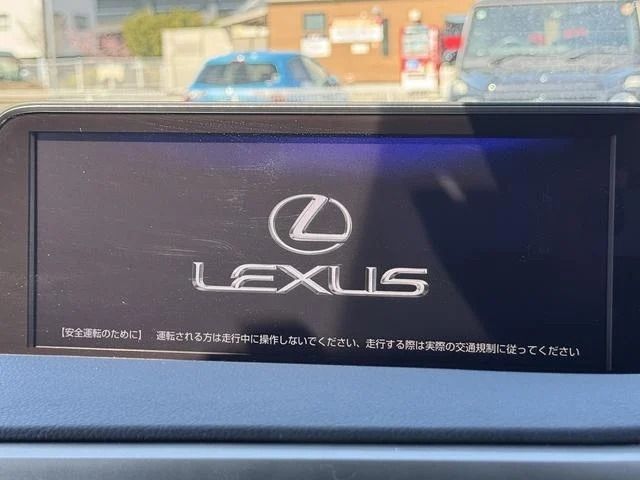 LEXUS
【安全運転のために】 運転される方は走行中に操作しないでください、走行する際は実際の交通規制に従ってください